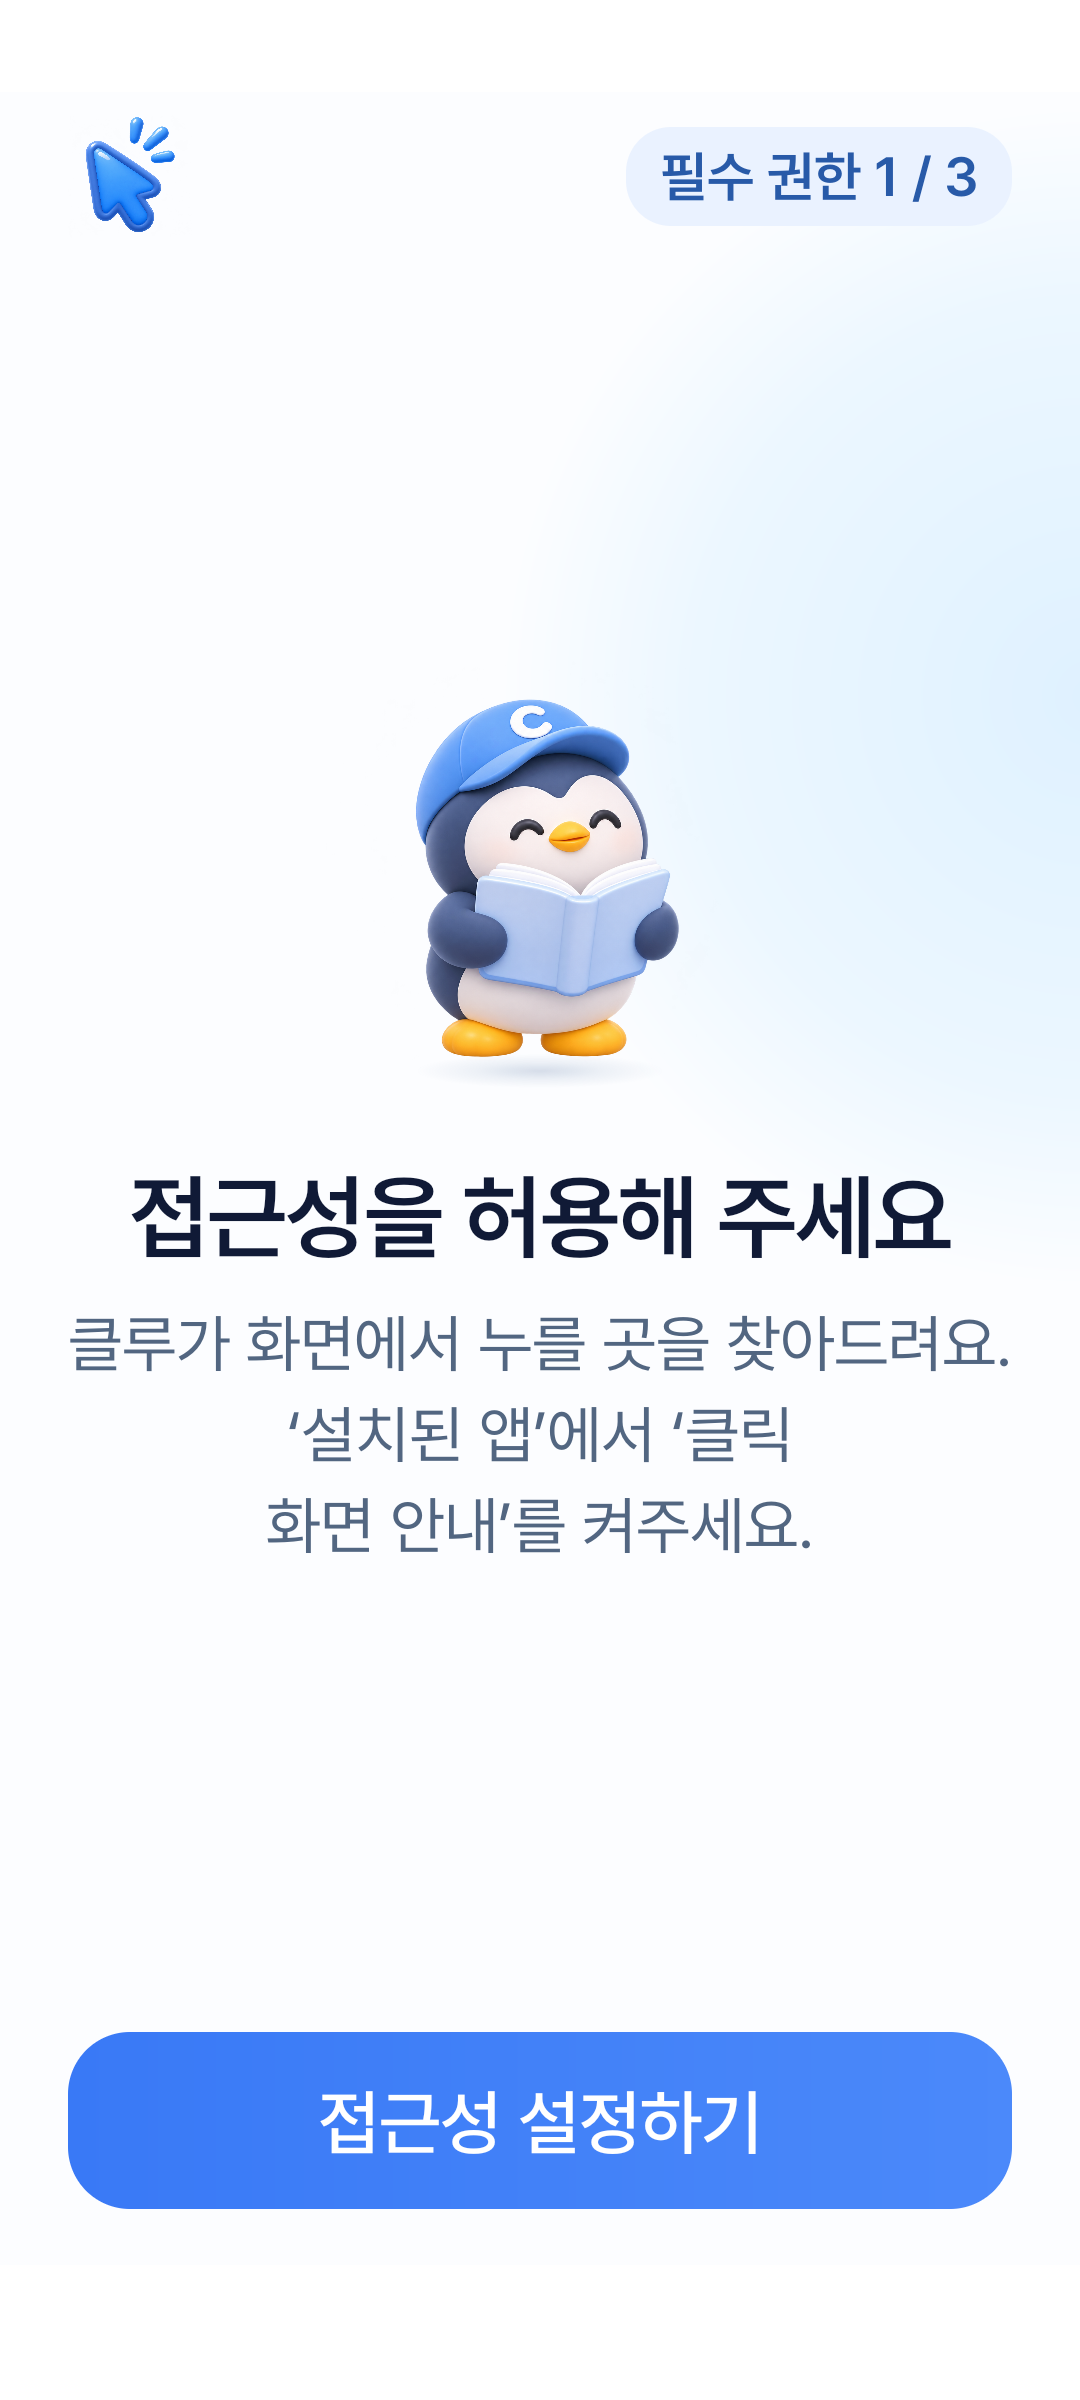 필수 권한 1 / 3
C
접근성을 허용해 주세요
클루가 화면에서 누를 곳을 찾아드려요.
‘설치된 앱’에서 ‘클릭
화면 안내’를 켜주세요.
접근성 설정하기